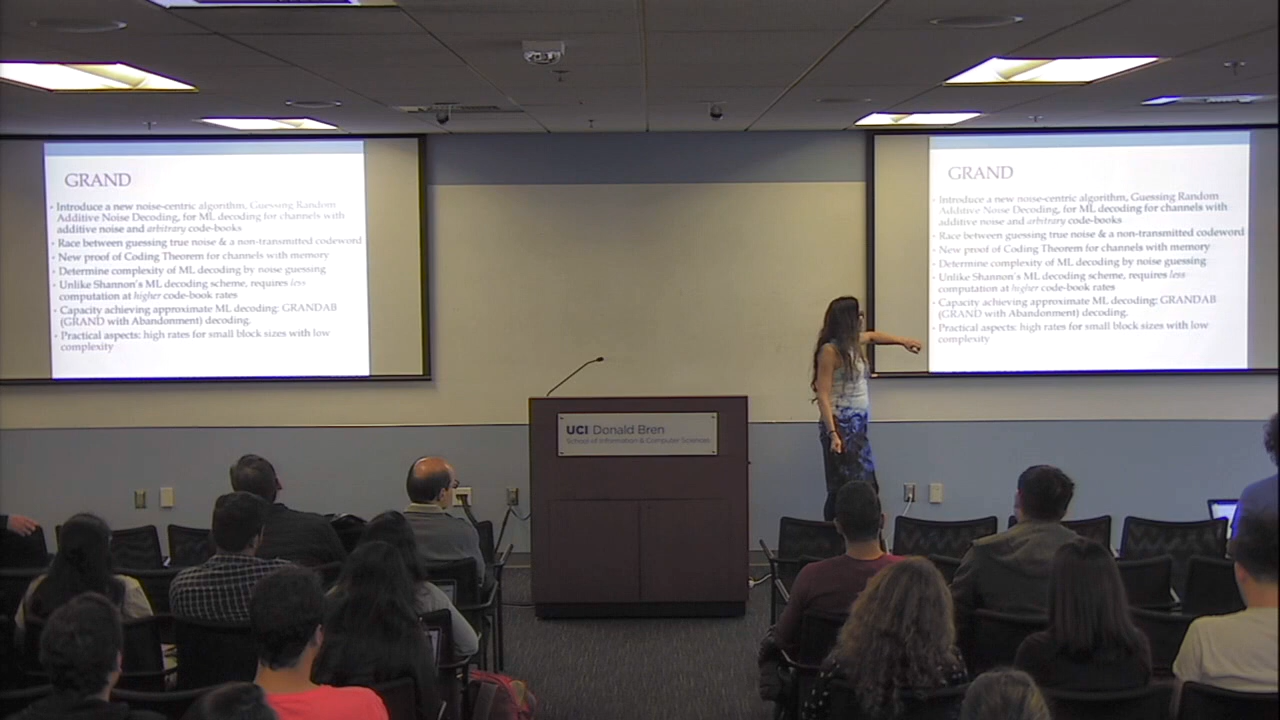 GRAND
• Introduce a new noise-centric algorithm, Guessing Random
Additive Noise Decoding, for ML decoding for channels with
additive noise and arbitrary code-books
• Race between guessing true noise & a non-transmitted codeword
• New proof of Coding Theorem for channels with memory
• Determine complexity of ML decoding by noise guessing
• Unlike Shannon's ML decoding scheme, requires less
computation at higher code-book rates
• Capacity achieving approximate ML decoding: GRANDAB
(GRAND with Abandonment) decoding.
• Practical aspects: high rates for small block sizes with low
complexity
GRAND
• Introduce a new noise-centric algorithm, Guessing Random
Additive Noise Decoding, for ML decoding for channels with
additive noise and arbitrary code-books
• Race between guessing true noise & a non-transmitted codeword
• New proof of Coding Theorem for channels with memory
• Determine complexity of ML decoding by noise guessing
• Unlike Shannon's ML decoding scheme, requires less
computation at higher code-book rates
• Capacity achieving approximate ML decoding: GRANDAB
(GRAND with Abandonment) decoding.
• Practical aspects: high rates for small block sizes with low
complexity
UCI Donald Bren
School of Information & Computer Sciences